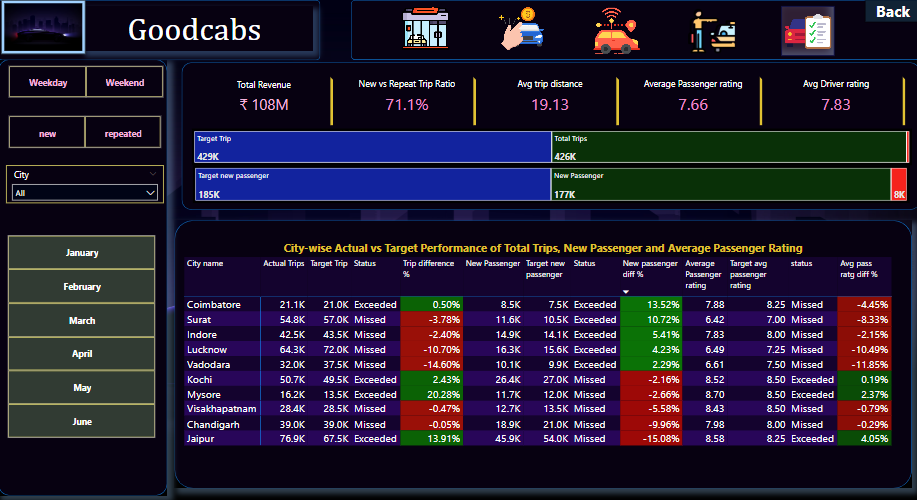 Goodcabs
Back
Weekday Weekend
new repeated
City
All
January
February
March
April
May
June
Total Revenue
₹ 108M
New vs Repeat Trip Ratio
71.1%
Avg trip distance
19.13
Average Passenger rating
7.66
Avg Driver rating
7.83
Target Trip Total Trips
429K 426K
Target new passenger New Passenger
185K 177K 8K
City-wise Actual vs Target Performance of Total Trips, New Passenger and Average Passenger Rating
City name Actual Trips Target Trip Status Trip difference % New Passenger Target new passenger Status New passenger diff % Average Passenger rating Target avg passenger rating status Avg pass ratg diff %
Coimbatore 21.1K 21.0K Exceeded 0.50% 8.5K 7.5K Exceeded 13.52% 7.88 8.25 Missed -4.45%
Surat 54.8K 57.0K Missed -3.78% 11.6K 10.5K Exceeded 10.72% 6.42 7.00 Missed -8.33%
Indore 42.5K 43.5K Missed -2.40% 14.9K 14.1K Exceeded 5.41% 7.83 8.00 Missed -2.15%
Lucknow 64.3K 72.0K Missed -10.70% 16.3K 15.6K Exceeded 4.23% 6.49 7.25 Missed -10.49%
Vadodara 32.0K 37.5K Missed -14.60% 10.1K 9.9K Exceeded 2.29% 6.61 7.50 Missed -11.85%
Kochi 50.7K 49.5K Exceeded 2.43% 26.4K 27.0K Missed -2.16% 8.52 8.50 Exceeded 0.19%
Mysore 16.2K 13.5K Exceeded 20.28% 11.7K 12.0K Missed -2.66% 8.70 8.50 Exceeded 2.37%
Visakhapatnam 28.4K 28.5K Missed -0.47% 12.7K 13.5K Missed -5.58% 8.43 8.50 Missed -0.79%
Chandigarh 39.0K 39.0K Missed -0.05% 18.9K 21.0K Missed -9.96% 7.98 8.00 Missed -0.29%
Jaipur 76.9K 67.5K Exceeded 13.91% 45.9K 54.0K Missed -15.08% 8.58 8.25 Exceeded 4.05%